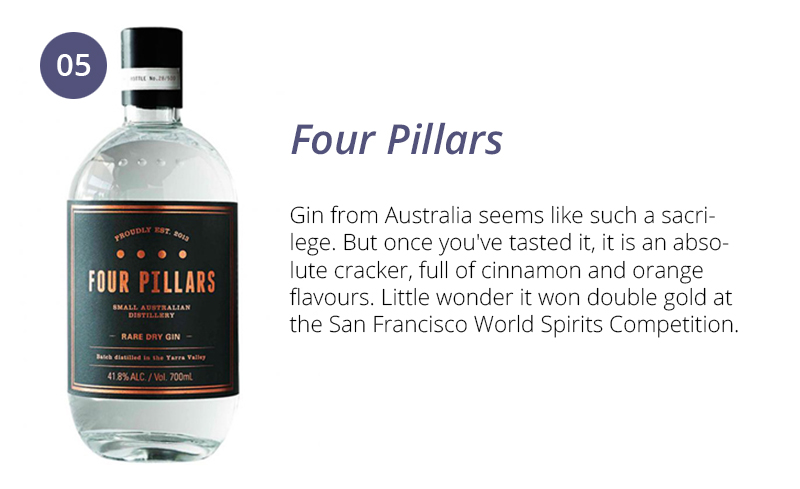 05
BOTTLE No.
Four Pillars
Gin from Australia seems like such a sacri-
lege. But once you've tasted it, it is an abso-
lute cracker, full of cinnamon and orange
flavours. Little wonder it won double gold at
the San Francisco World Spirits Competition.
PROUDLY EST. 2013
FOUR PILLARS
SMALL AUSTRALIAN
DISTILLERY
RARE DRY GIN
Batch distilled in the Yarra Valley
41.8% ALC. / Vol. 700mL